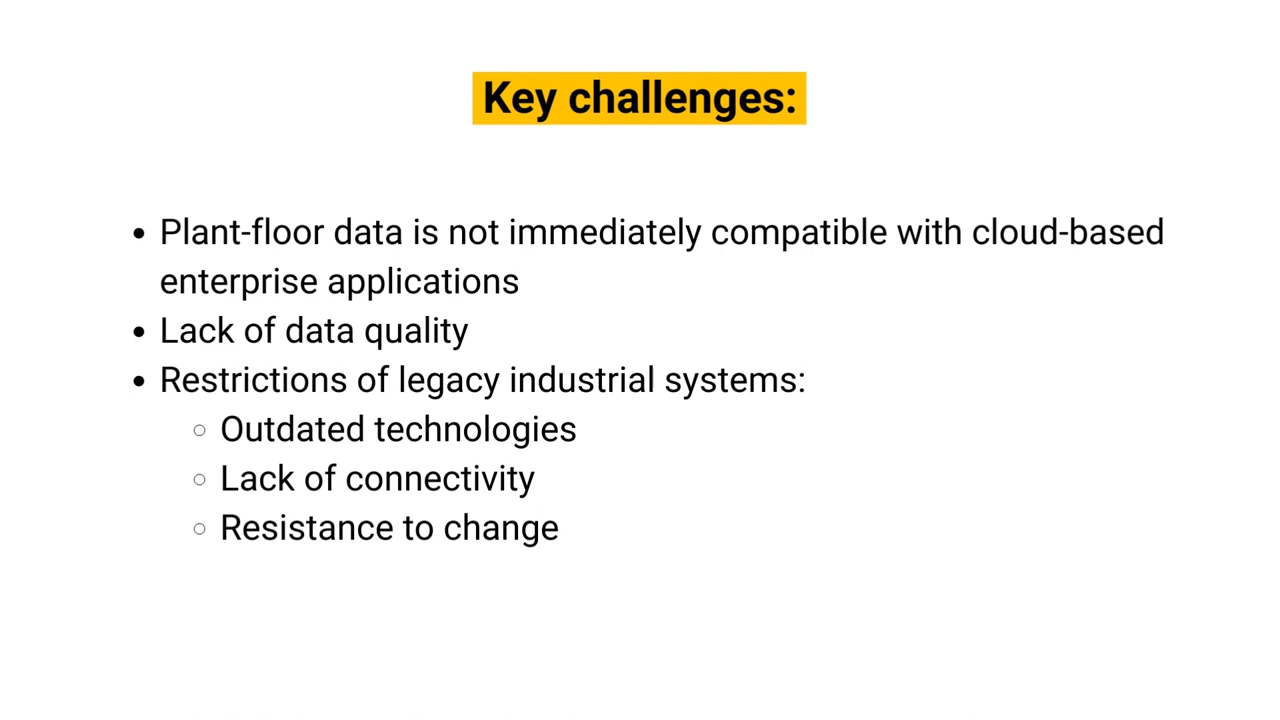 Key challenges:
• Plant-floor data is not immediately compatible with cloud-based
enterprise applications
• Lack of data quality
• Restrictions of legacy industrial systems:
○ Outdated technologies
○ Lack of connectivity
○ Resistance to change